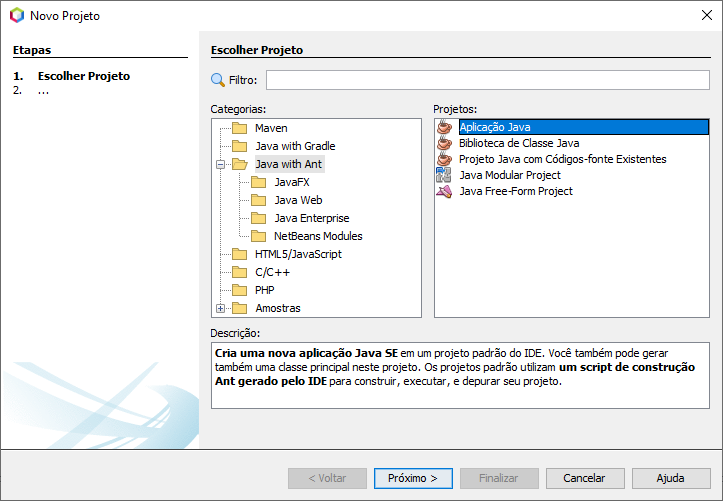 Novo Projeto
Etapas
1. Escolher Projeto
2. ...
Escolher Projeto
Filtro:
Categorias:
Maven
Java with Gradle
Java with Ant
JavaFX
Java Web
Java Enterprise
NetBeans Modules
HTML5/JavaScript
C/C++
PHP
Amostras
Projetos:
Aplicação Java
Biblioteca de Classe Java
Projeto Java com Códigos-fonte Existentes
Java Modular Project
Java Free-Form Project
Descrição:
Cria uma nova aplicação Java SE em um projeto padrão do IDE. Você também pode gerar
também uma classe principal neste projeto. Os projetos padrão utilizam um script de construção
Ant gerado pelo IDE para construir, executar, e depurar seu projeto.
< Voltar
Próximo >
Finalizar
Cancelar
Ajuda